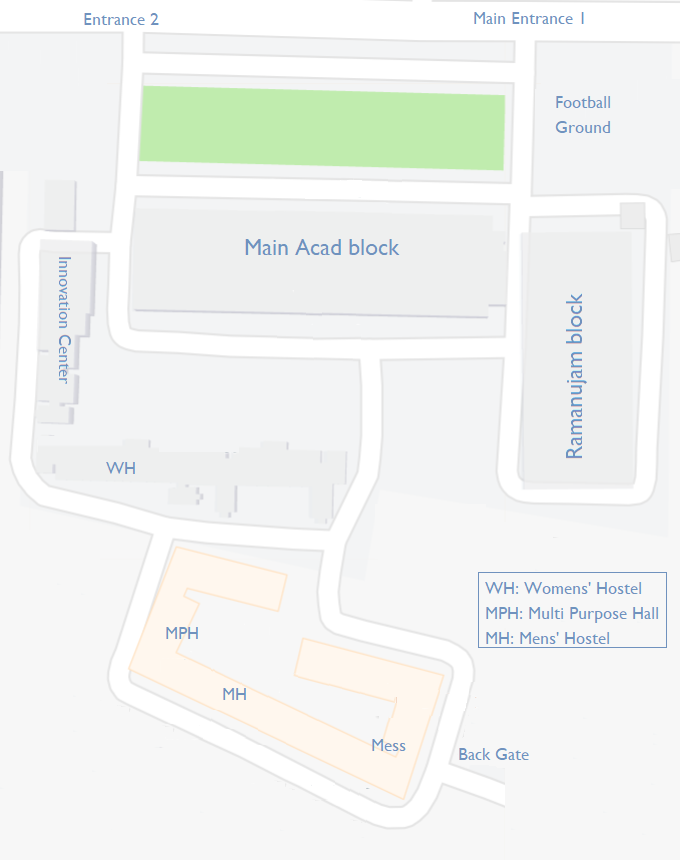 Entrance 2
Main Entrance 1
Football
Ground
Main Acad block
Innovation Center
Ramanujam block
WH
WH: Womens' Hostel
MPH: Multi Purpose Hall
MH: Mens' Hostel
MPH
MH
Mess
Back Gate